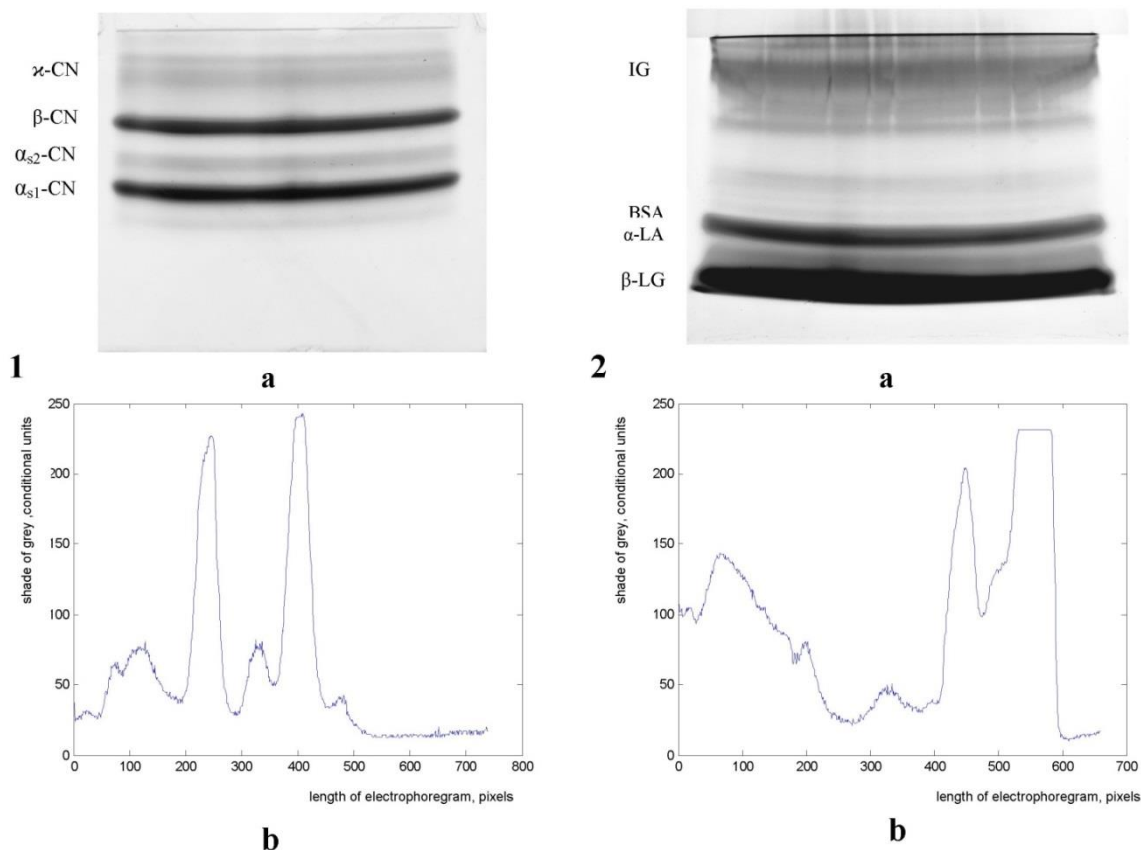 ϰ-CN
β-CN
αs2-CN
αs1-CN
1
a
IG
BSA
α-LA
β-LG
2
a
250
200
150
100
50
0
shade of grey ,conditional units
0 100 200 300 400 500 600 700 800
length of electrophoregram, pixels
b
250
200
150
100
50
0
shade of grey, conditional units
0 100 200 300 400 500 600 700
length of electrophoregram, pixels
b